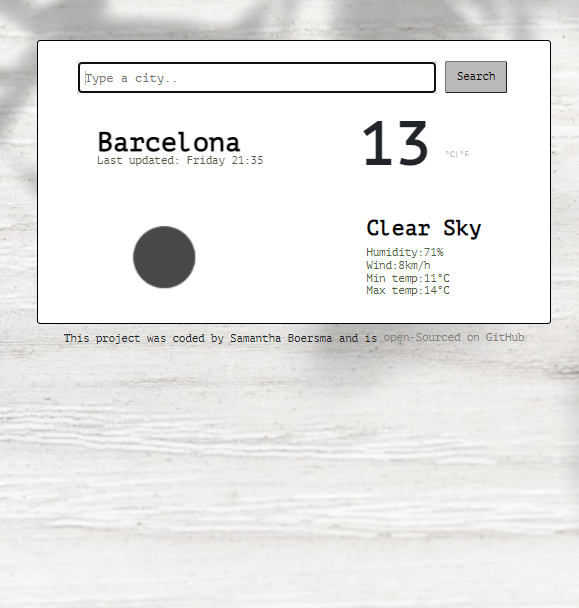 Type a city..
Search
Barcelona
Last updated: Friday 21:35
13
°C|°F
Clear Sky
Humidity:71%
Wind:8km/h
Min temp:11°C
Max temp:14°C
This project was coded by Samantha Boersma and is open-Sourced on GitHub